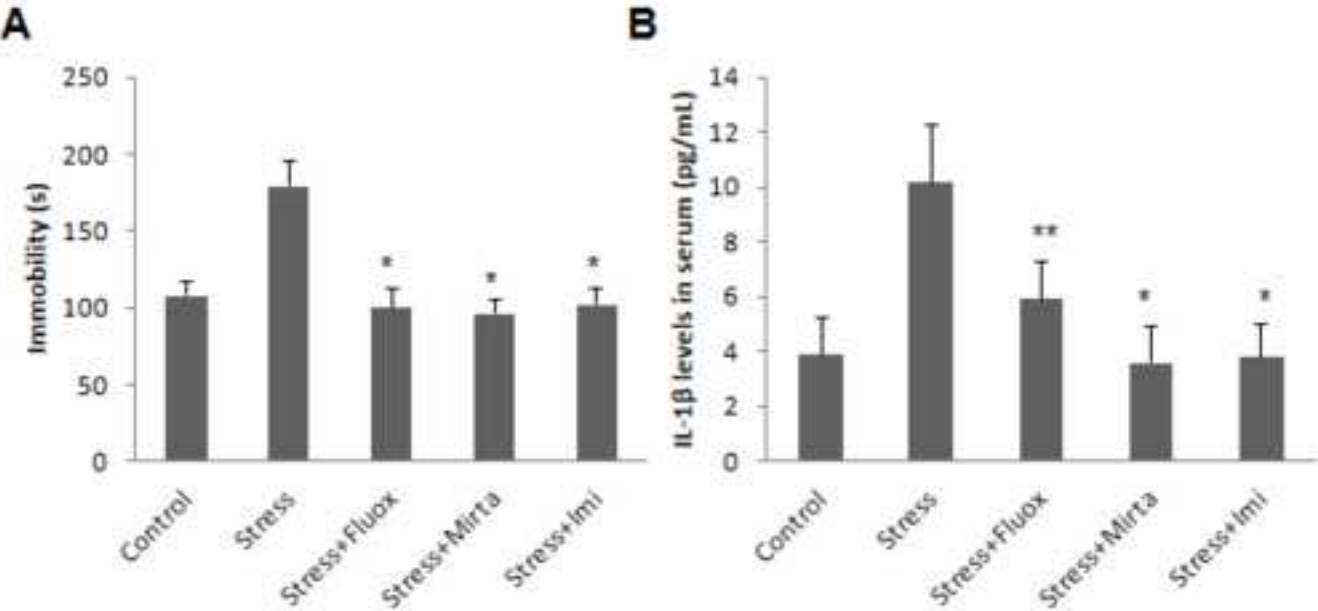 A
Immobility (s)
250
200
150
100
50
0
*
*
*
Control
Stress
Stress+Fluox
Stress+Mirta
Stress+Imi
B
IL-1β levels in serum (pg/mL)
14
12
10
8
6
4
2
0
**
*
*
Control
Stress
Stress+Fluox
Stress+Mirta
Stress+Imi